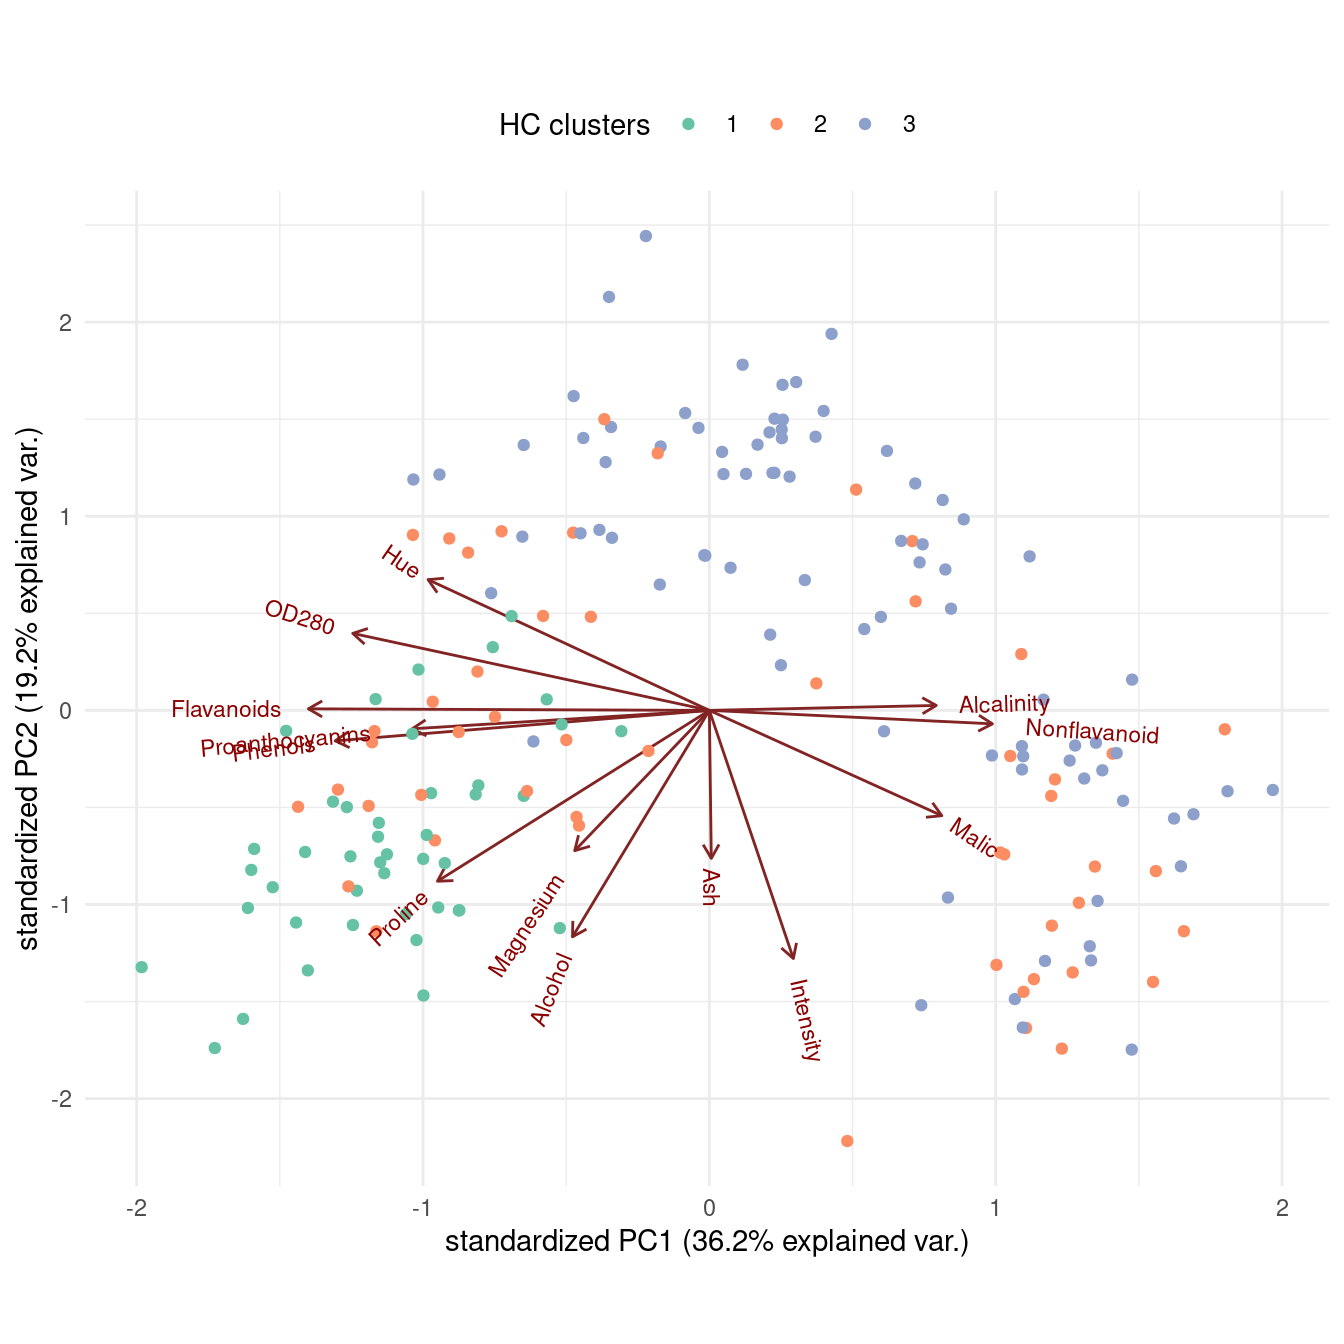 HC clusters 1 2 3
standardized PC2 (19.2% explained var.)
2
1
0
-1
-2
Hue
OD280
Flavanoids
Proanthocyanins
Phenols
Alcalinity
Nonflavanoid
Malic
Proline
Magnesium
Alcohol
Ash
Intensity
-2 -1 0 1 2
standardized PC1 (36.2% explained var.)